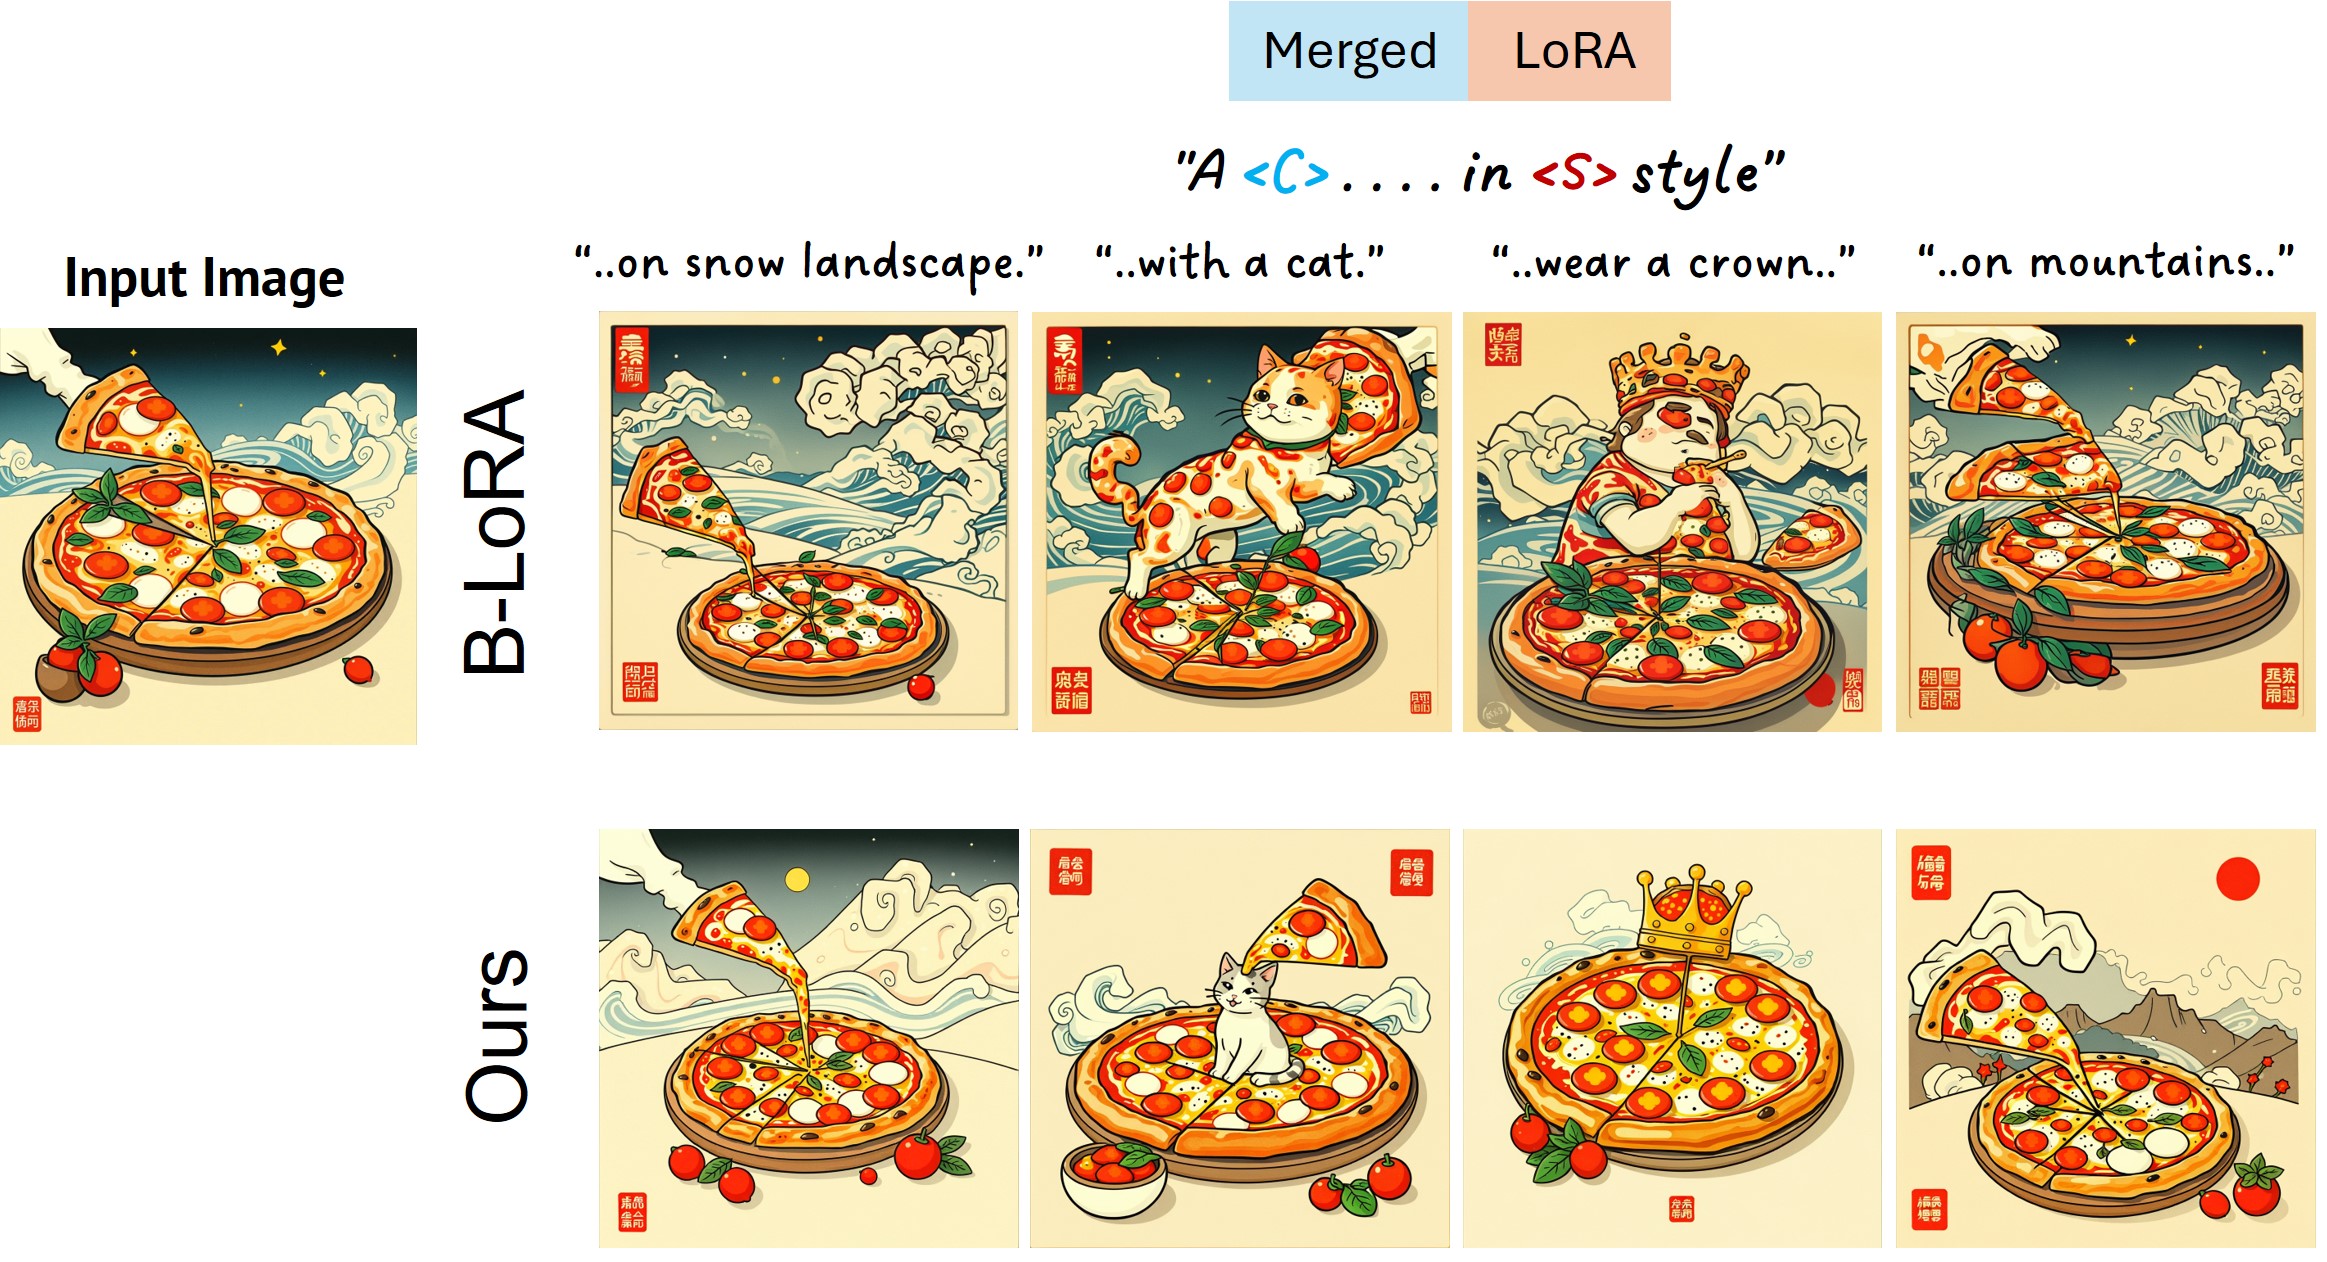 Merged LoRA
"A <C> . . . . in <S> style"
Input Image
“..on snow landscape.”
“..with a cat.”
“..wear a crown..”
“..on mountains..”
B-LoRA
Ours